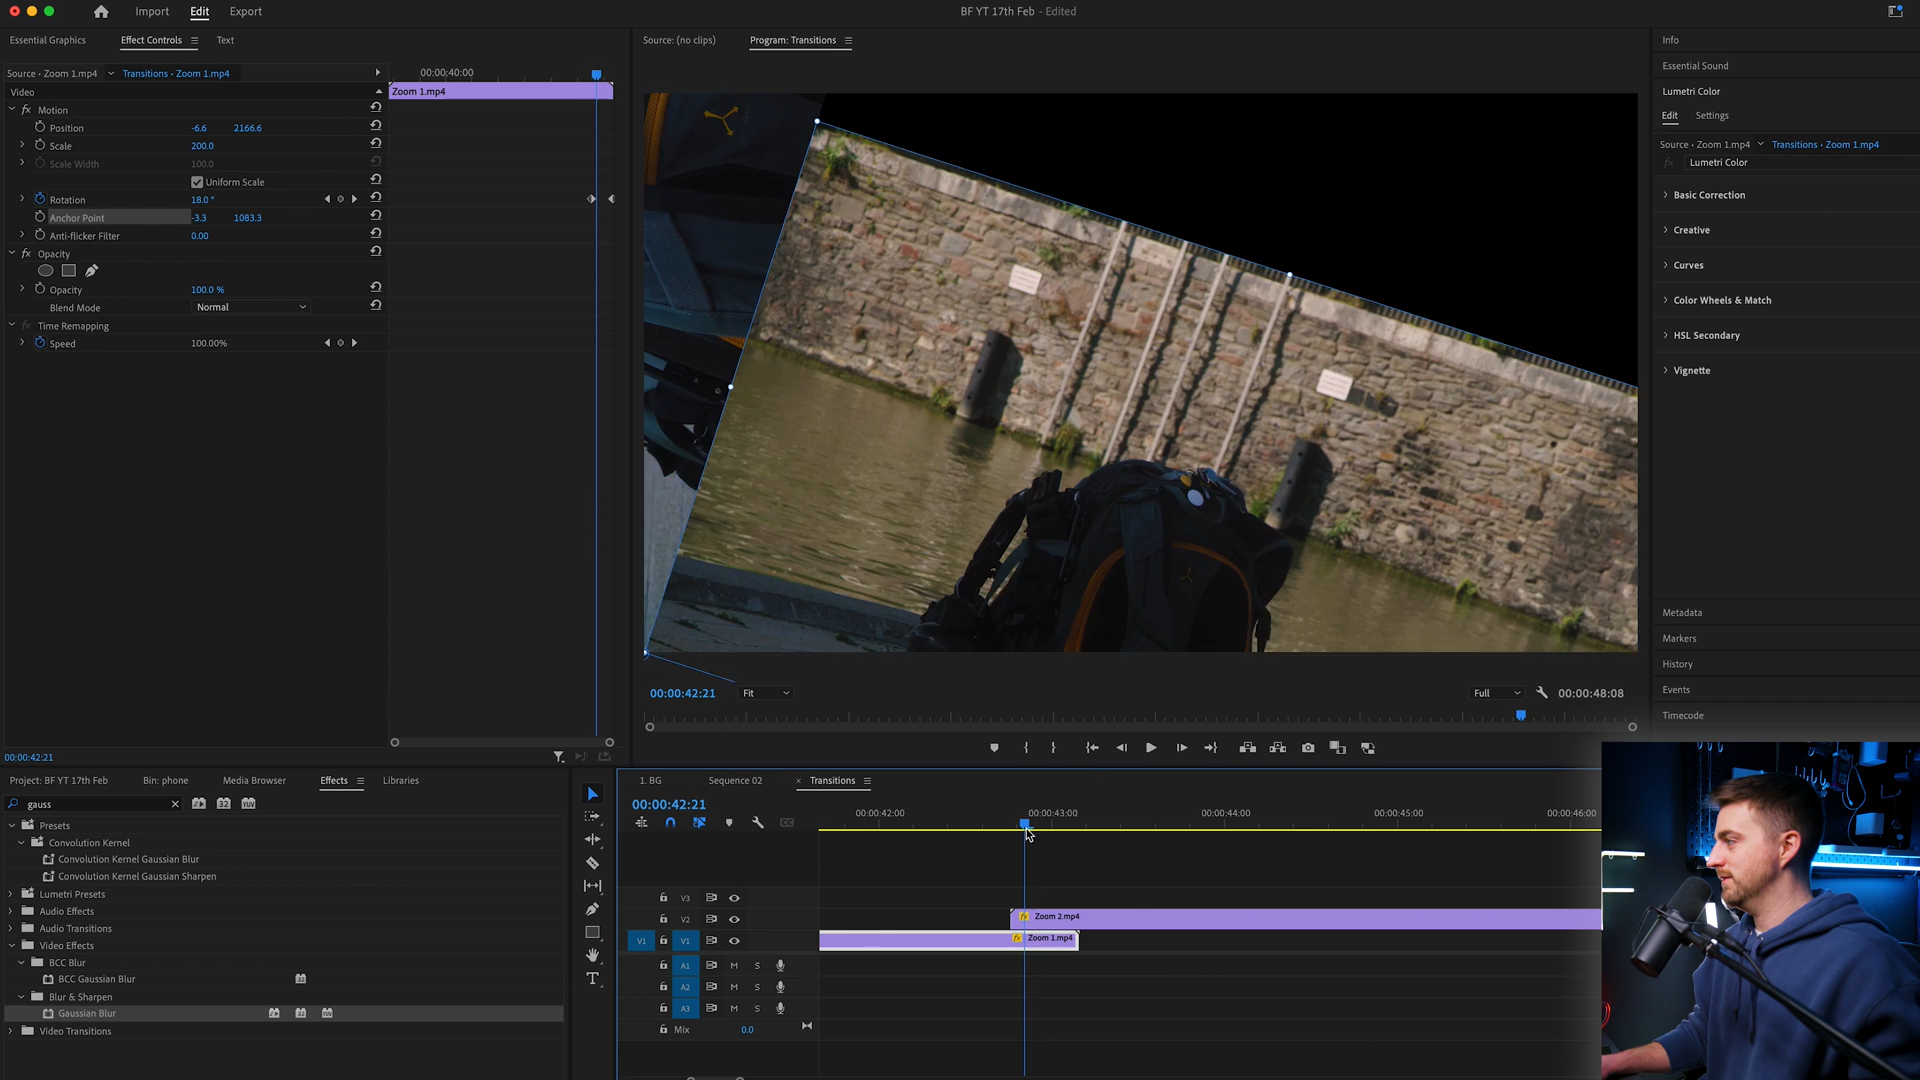 Import Edit Export
BF YT 17th Feb - Edited
Essential Graphics Effect Controls Text
Source: (no clips) Program: Transitions
Info
Essential Sound
Lumetri Color
Edit Settings
Source • Zoom 1.mp4 Transitions • Zoom 1.mp4
fx Lumetri Color
Basic Correction
Creative
Curves
Color Wheels & Match
HSL Secondary
Vignette
Metadata
Markers
History
Events
Timecode
Source • Zoom 1.mp4 Transitions • Zoom 1.mp4
00:00:40:00
Video
Zoom 1.mp4
fx Motion
Position -6.6 2166.6
Scale 200.0
Scale Width 100.0
Uniform Scale
Rotation 18.0 °
Anchor Point -3.3 1083.3
Anti-flicker Filter 0.00
fx Opacity
Opacity 100.0 %
Blend Mode Normal
fx Time Remapping
Speed 100.00%
00:00:42:21
00:00:42:21 Fit Full 00:00:48:08
Project: BF YT 17th Feb Bin: phone Media Browser Effects Libraries
gauss
32 YUV
Presets
Convolution Kernel
Convolution Kernel Gaussian Blur
Convolution Kernel Gaussian Sharpen
Lumetri Presets
Audio Effects
Audio Transitions
Video Effects
BCC Blur
BCC Gaussian Blur
Blur & Sharpen
Gaussian Blur
Video Transitions
1. BG Sequence 02 × Transitions
00:00:42:21
00:00:42:00 00:00:43:00 00:00:44:00 00:00:45:00 00:00:46:00
V3
V2 fx Zoom 2.mp4
V1 V1 fx Zoom 1.mp4
A1 M S
A2 M S
A3 M S
Mix 0.0